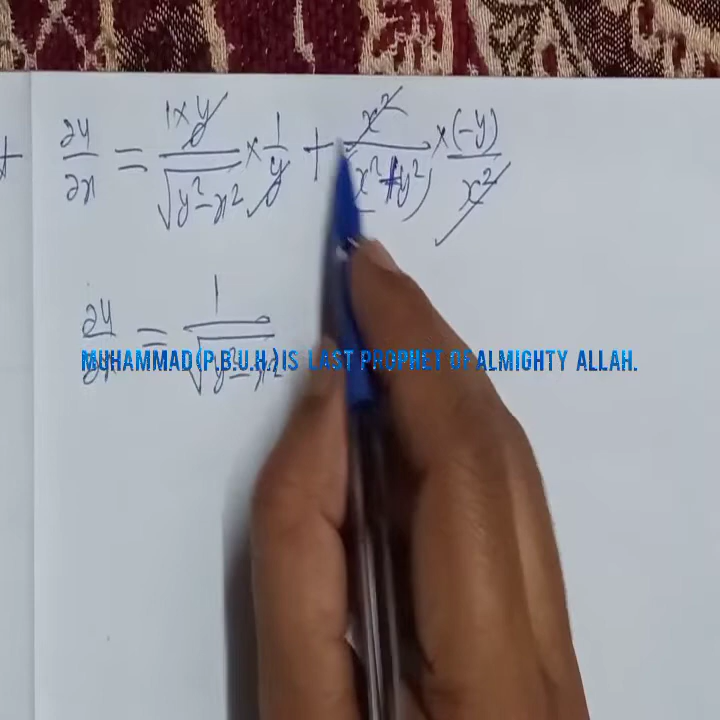 + ∂u/∂x = (1×y)/√(y²-x²) × 1/y + x²/(x²+y²) × (-y)/x²
∂u/∂x = 1/√(y²-x²)
MUHAMMAD (P.B.U.H.) IS LAST PROPHET OF ALMIGHTY ALLAH.